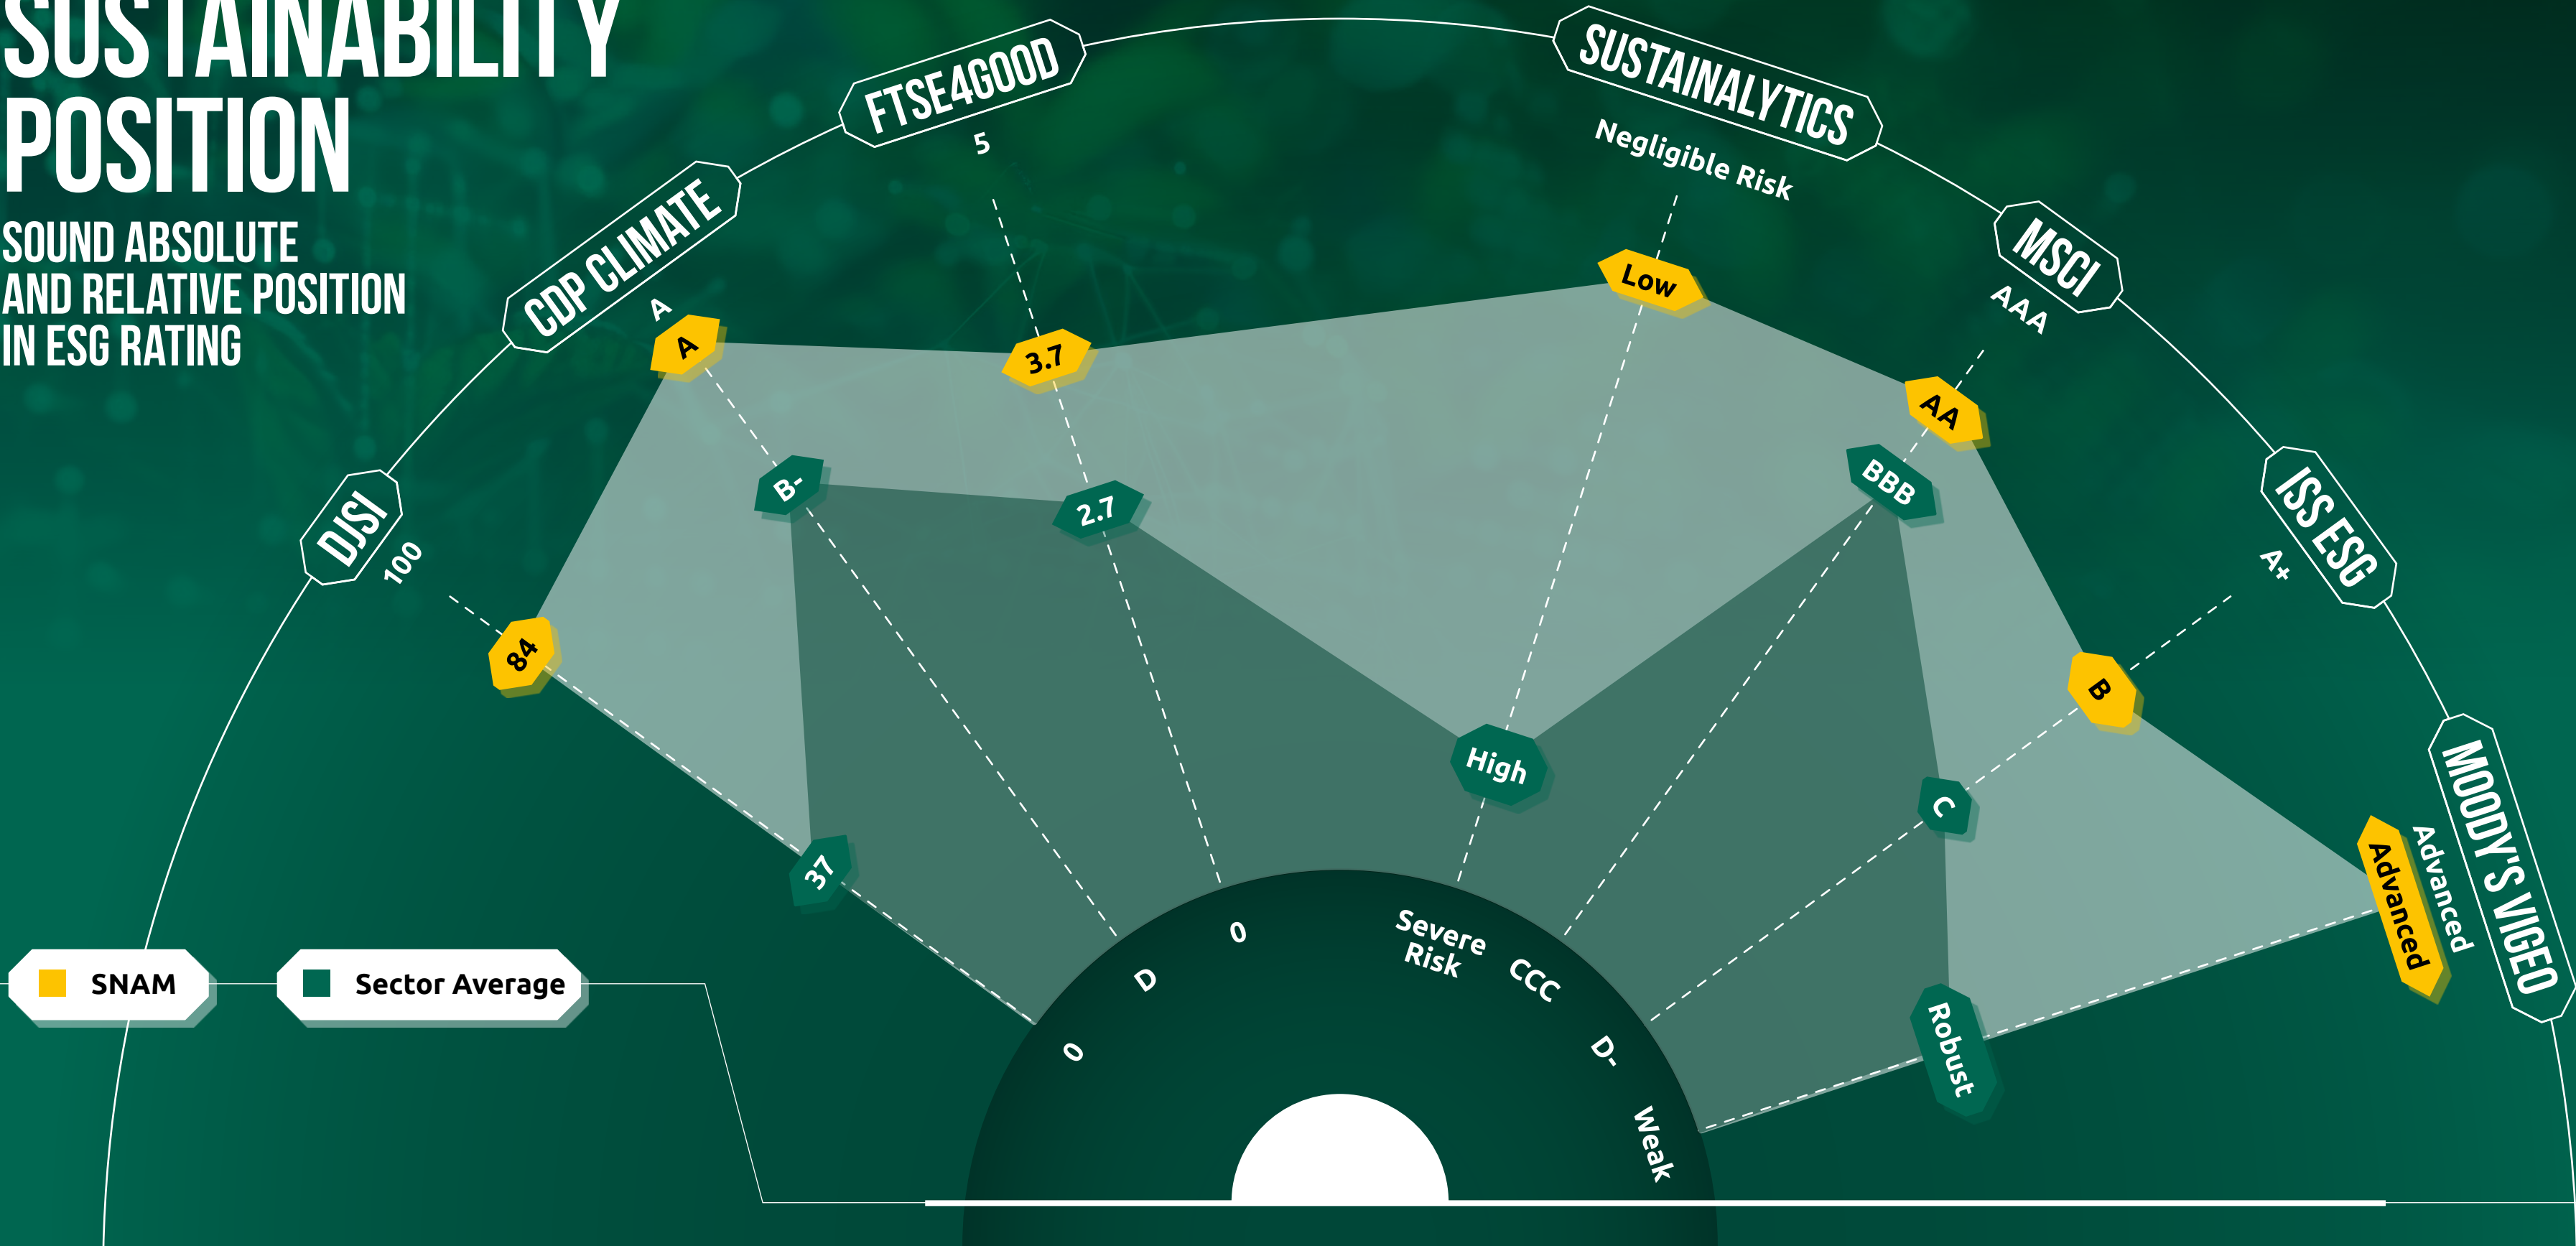 SUSTAINABILITY
POSITION
SOUND ABSOLUTE
AND RELATIVE POSITION
IN ESG RATING
DJSI
100
84
37
0
CDP CLIMATE
A
A
B-
D
FTSE4GOOD
5
3.7
2.7
0
SUSTAINALYTICS
Negligible Risk
Low
High
Severe
Risk
MSCI
AAA
AA
BBB
CCC
ISS ESG
A+
B
C
D-
MOODY'S VIGEO
Advanced
Advanced
Robust
Weak
SNAM
Sector Average